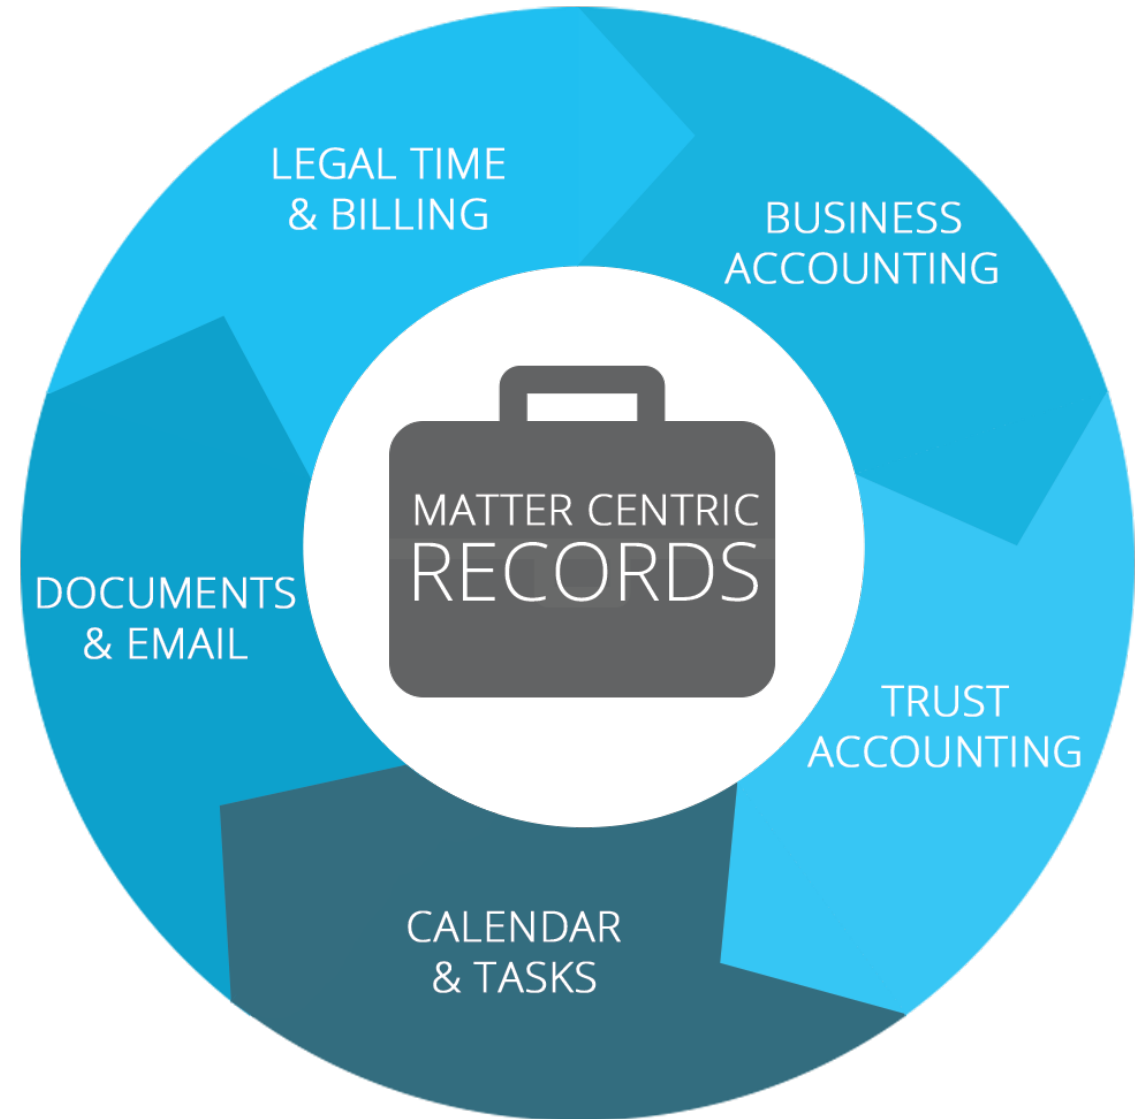 LEGAL TIME
& BILLING
BUSINESS
ACCOUNTING
MATTER CENTRIC
RECORDS
DOCUMENTS
& EMAIL
TRUST
ACCOUNTING
CALENDAR
& TASKS